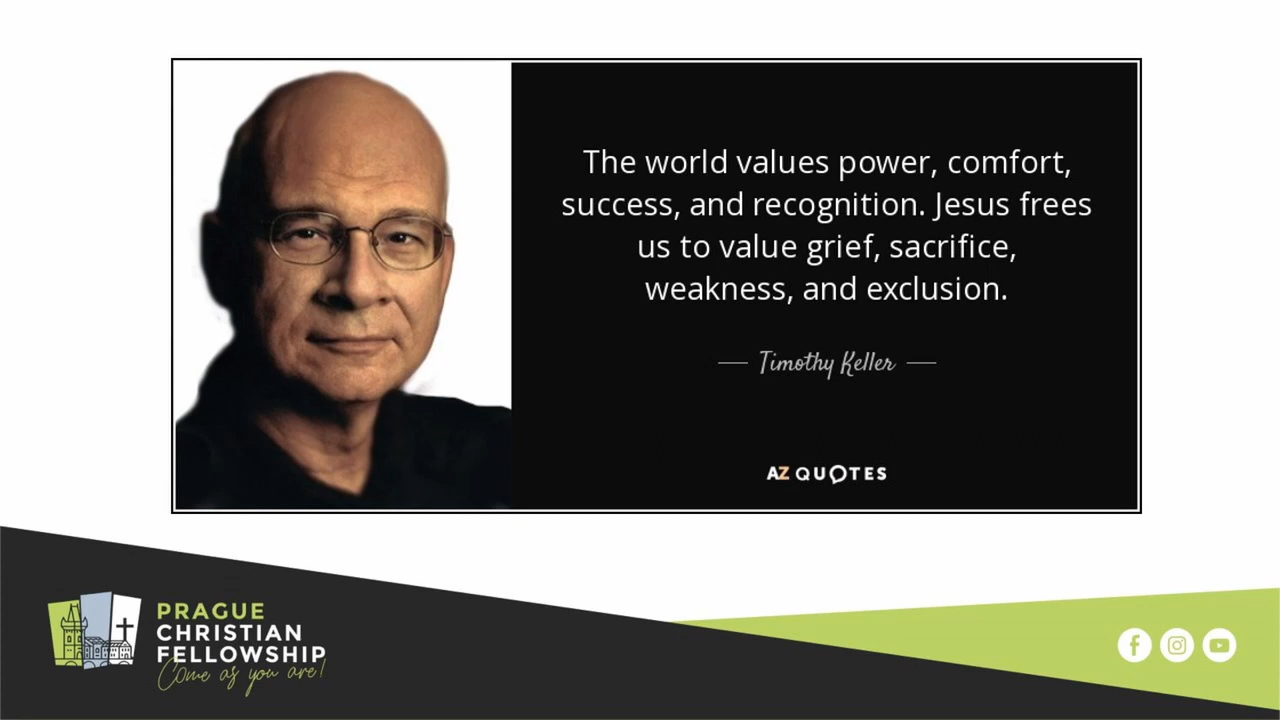 The world values power, comfort,
success, and recognition. Jesus frees
us to value grief, sacrifice,
weakness, and exclusion.
Timothy Keller
AZ QUOTES
PRAGUE
CHRISTIAN
FELLOWSHIP
Come as you are!